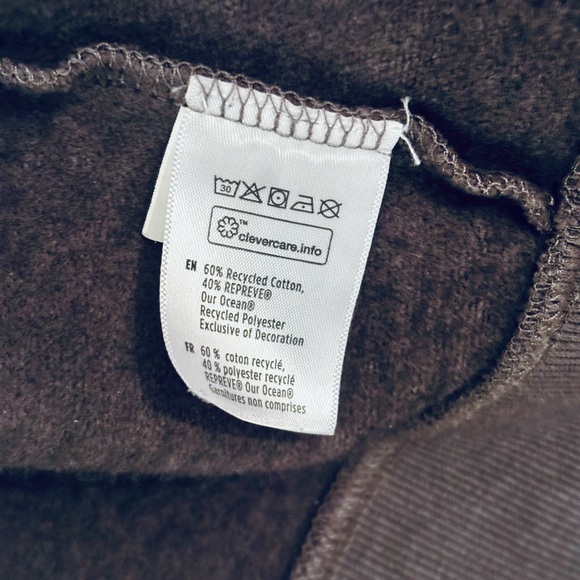 30
™
clevercare.info
EN 60% Recycled Cotton,
40% REPREVE®
Our Ocean®
Recycled Polyester
Exclusive of Decoration
FR 60 % coton recyclé,
40 % polyester recyclé
REPREVE® Our Ocean®
Garnitures non comprises